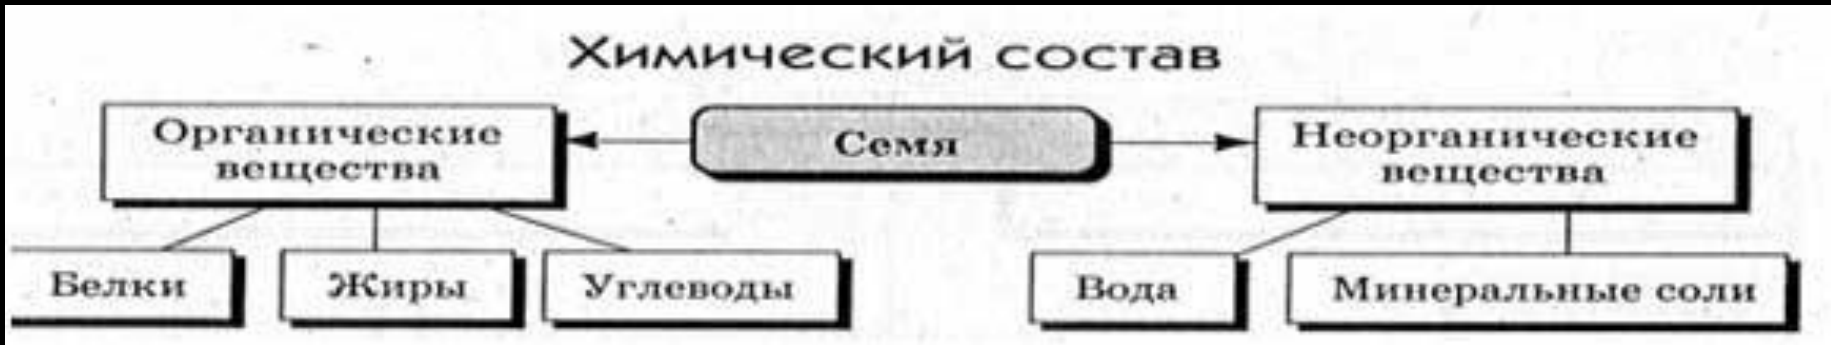 Химический состав
Органические
вещества
Семя
Неорганические
вещества
Белки
Жиры
Углеводы
Вода
Минеральные соли